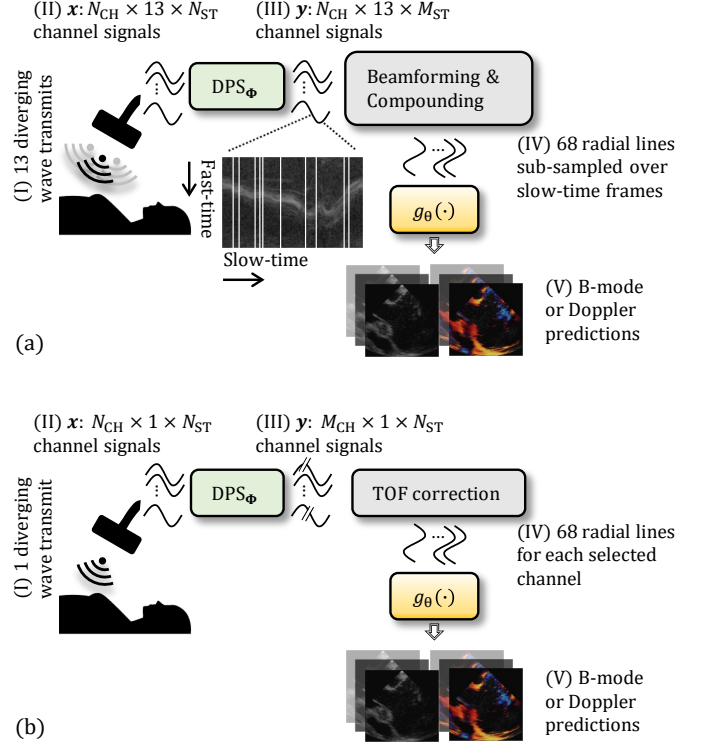 (II) x: N_CH × 13 × N_ST
channel signals
(III) y: N_CH × 13 × M_ST
channel signals
(I) 13 diverging
wave transmits
DPS_Φ
Beamforming &
Compounding
Fast-time
Slow-time
(IV) 68 radial lines
sub-sampled over
slow-time frames
g_θ(·)
(V) B-mode
or Doppler
predictions
(a)
(II) x: N_CH × 1 × N_ST
channel signals
(III) y: M_CH × 1 × N_ST
channel signals
(I) 1 diverging
wave transmit
DPS_Φ
TOF correction
(IV) 68 radial lines
for each selected
channel
g_θ(·)
(V) B-mode
or Doppler
predictions
(b)